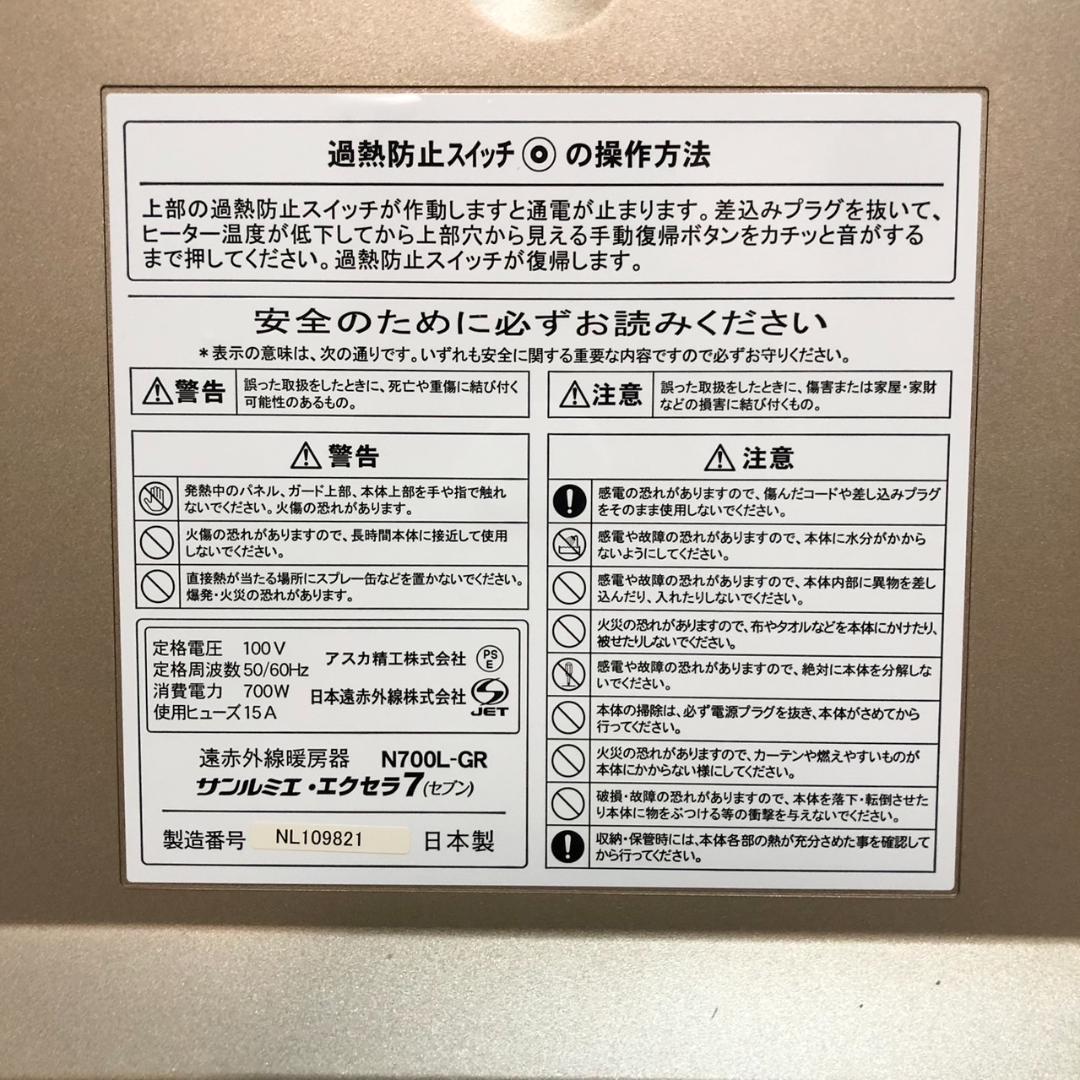 過熱防止スイッチ◎の操作方法
上部の過熱防止スイッチが作動しますと通電が止まります。差込みプラグを抜いて、
ヒーター温度が低下してから上部穴から見える手動復帰ボタンをカチッと音がする
まで押してください。過熱防止スイッチが復帰します。
安全のために必ずお読みください
*表示の意味は、次の通りです。いずれも安全に関する重要な内容ですので必ずお守りください。
警告
誤った取扱をしたときに、死亡や重傷に結び付く
可能性のあるもの。
注意
誤った取扱をしたときに、傷害または家屋・家財
などの損害に結び付くもの。
警告
発熱中のパネル、ガード上部、本体上部を手や指で触れ
ないでください。火傷の恐れがあります。
火傷の恐れがありますので、長時間本体に接近して使用
しないでください。
直接熱が当たる場所にスプレー缶などを置かないでください。
爆発・火災の恐れがあります。
定格電圧 100V
定格周波数 50/60Hz
消費電力 700W
使用ヒューズ15A
アスカ精工株式会社
PS
E
日本遠赤外線株式会社
JET
遠赤外線暖房器 N700L-GR
サンルミエ・エクセラ7(セブン)
製造番号 NL109821 日本製
注意
感電の恐れがありますので、傷んだコードや差し込みプラグ
をそのまま使用しないでください。
感電や故障の恐れがありますので、本体に水分がかから
ないようにしてください。
感電や故障の恐れがありますので、本体内部に異物を差し
込んだり、入れたりしないでください。
火災の恐れがありますので、布やタオルなどを本体にかけたり、
被せたりしないでください。
感電や故障の恐れがありますので、絶対に本体を分解しな
いでください。
本体の掃除は、必ず電源プラグを抜き、本体がさめてから
行ってください。
火災の恐れがありますので、カーテンや燃えやすいものが
本体にかからない様にしてください。
破損・故障の恐れがありますので、本体を落下・転倒させた
り本体に物をぶつける等の衝撃を与えないでください。
収納・保管時には、本体各部の熱が充分さめた事を確認して
から行ってください。